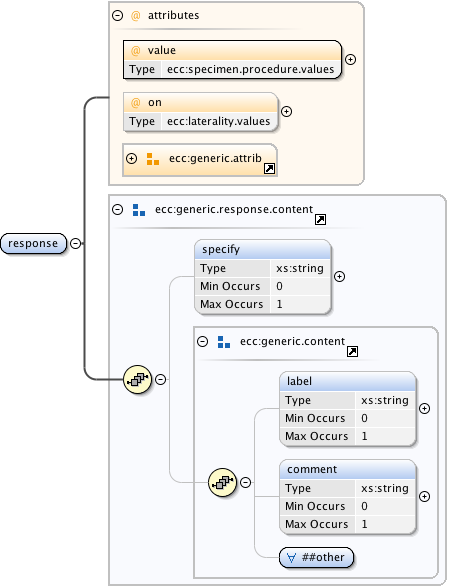 @ attributes
@ value
Type ecc:specimen.procedure.values
@ on
Type ecc:laterality.values
ecc:generic.attrib
response
ecc:generic.response.content
specify
Type xs:string
Min Occurs 0
Max Occurs 1
ecc:generic.content
label
Type xs:string
Min Occurs 0
Max Occurs 1
comment
Type xs:string
Min Occurs 0
Max Occurs 1
∀ ##other